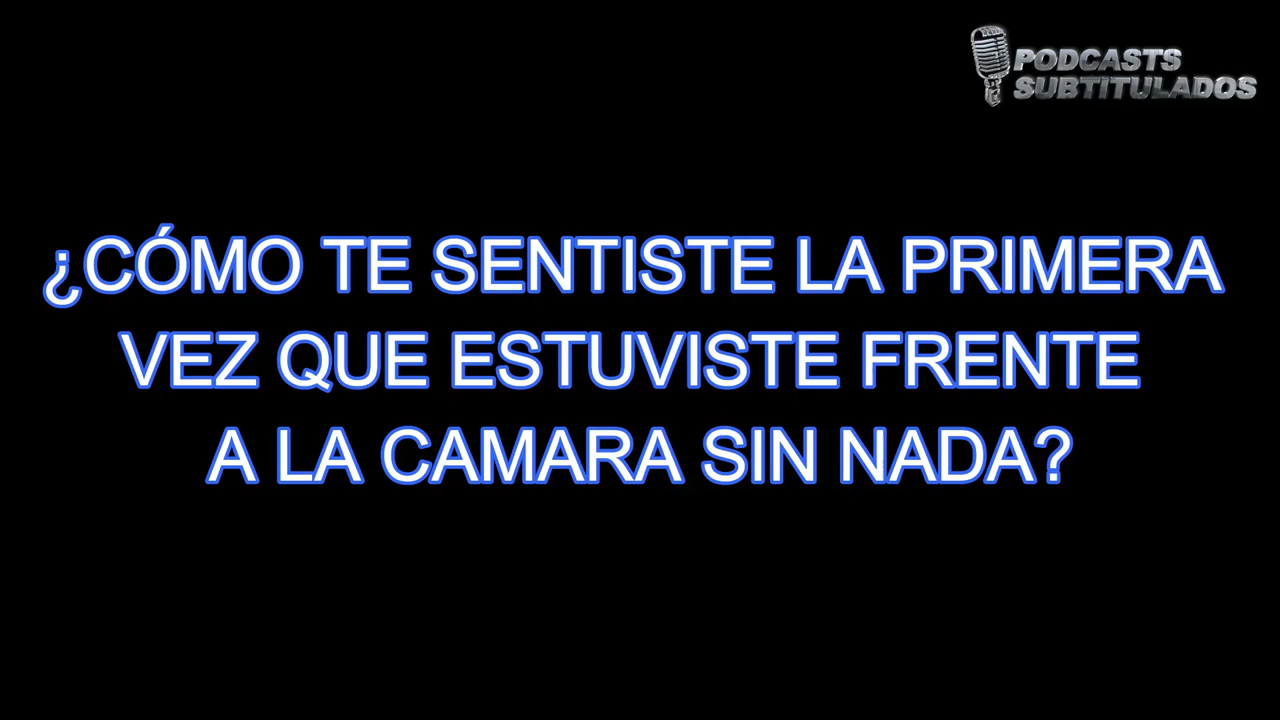 PODCASTS
SUBTITULADOS
¿CÓMO TE SENTISTE LA PRIMERA
VEZ QUE ESTUVISTE FRENTE
A LA CAMARA SIN NADA?